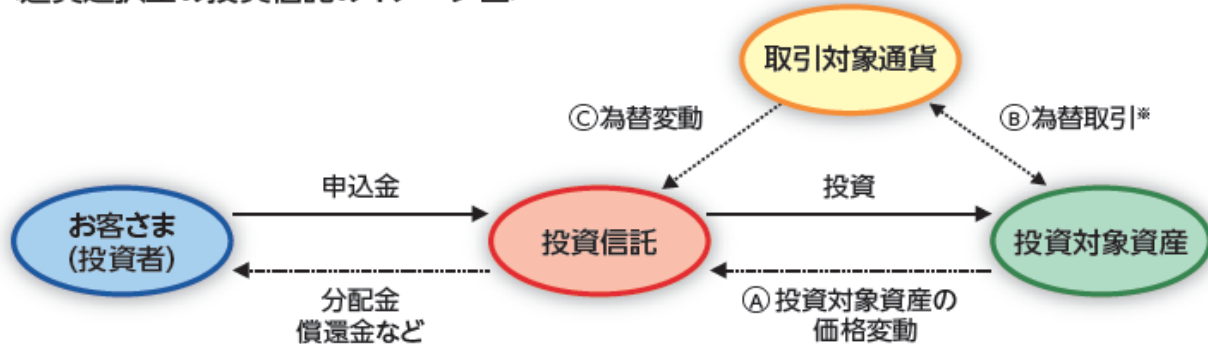 取引対象通貨
Ⓒ為替変動
Ⓑ為替取引※
申込金
投資
お客さま
(投資者)
投資信託
投資対象資産
分配金
償還金など
Ⓐ投資対象資産の
価格変動